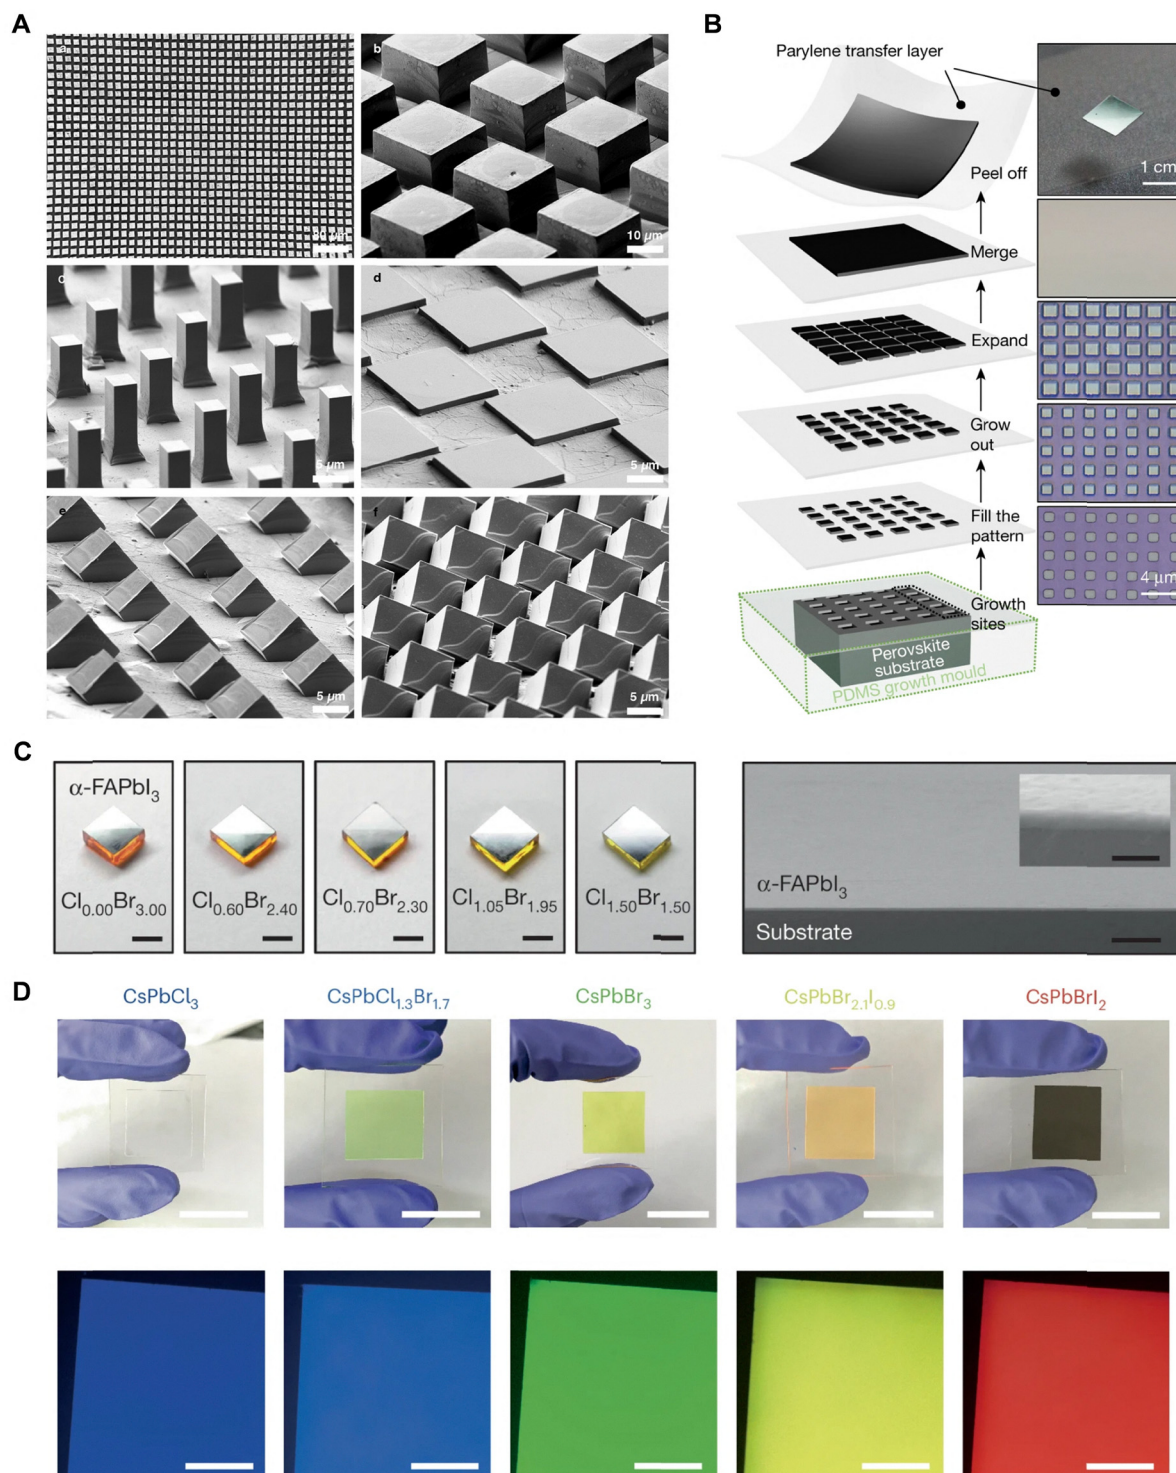 A
a
80 µm
b
10 µm
c
5 µm
d
5 µm
e
5 µm
f
5 µm
B
Parylene transfer layer
Peel off
Merge
Expand
Grow
out
Fill the
pattern
Growth
sites
Perovskite
substrate
PDMS growth mould
1 cm
4 µm
C
α-FAPbI₃
Cl₀.₀₀Br₃.₀₀
Cl₀.₆₀Br₂.₄₀
Cl₀.₇₀Br₂.₃₀
Cl₁.₀₅Br₁.₉₅
Cl₁.₅₀Br₁.₅₀
α-FAPbI₃
Substrate
D
CsPbCl₃
CsPbCl₁.₃Br₁.₇
CsPbBr₃
CsPbBr₂.₁I₀.₉
CsPbBrI₂